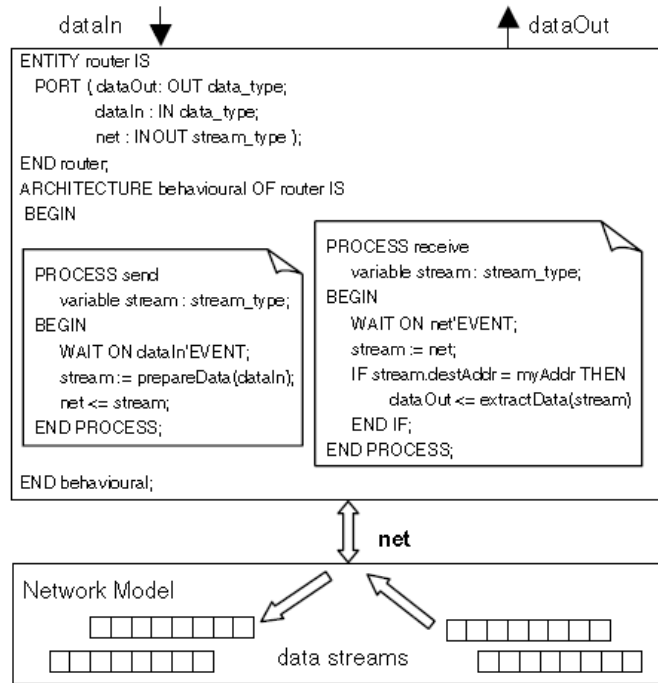 dataIn
dataOut
ENTITY router IS
PORT ( dataOut: OUT data_type;
dataIn : IN data_type;
net : INOUT stream_type );
END router;
ARCHITECTURE behavioural OF router IS
BEGIN
PROCESS send
variable stream : stream_type;
BEGIN
WAIT ON dataIn'EVENT;
stream := prepareData(dataIn);
net <= stream;
END PROCESS;
PROCESS receive
variable stream : stream_type;
BEGIN
WAIT ON net'EVENT;
stream := net;
IF stream.destAddr = myAddr THEN
dataOut <= extractData(stream)
END IF;
END PROCESS;
END behavioural;
net
Network Model
data streams